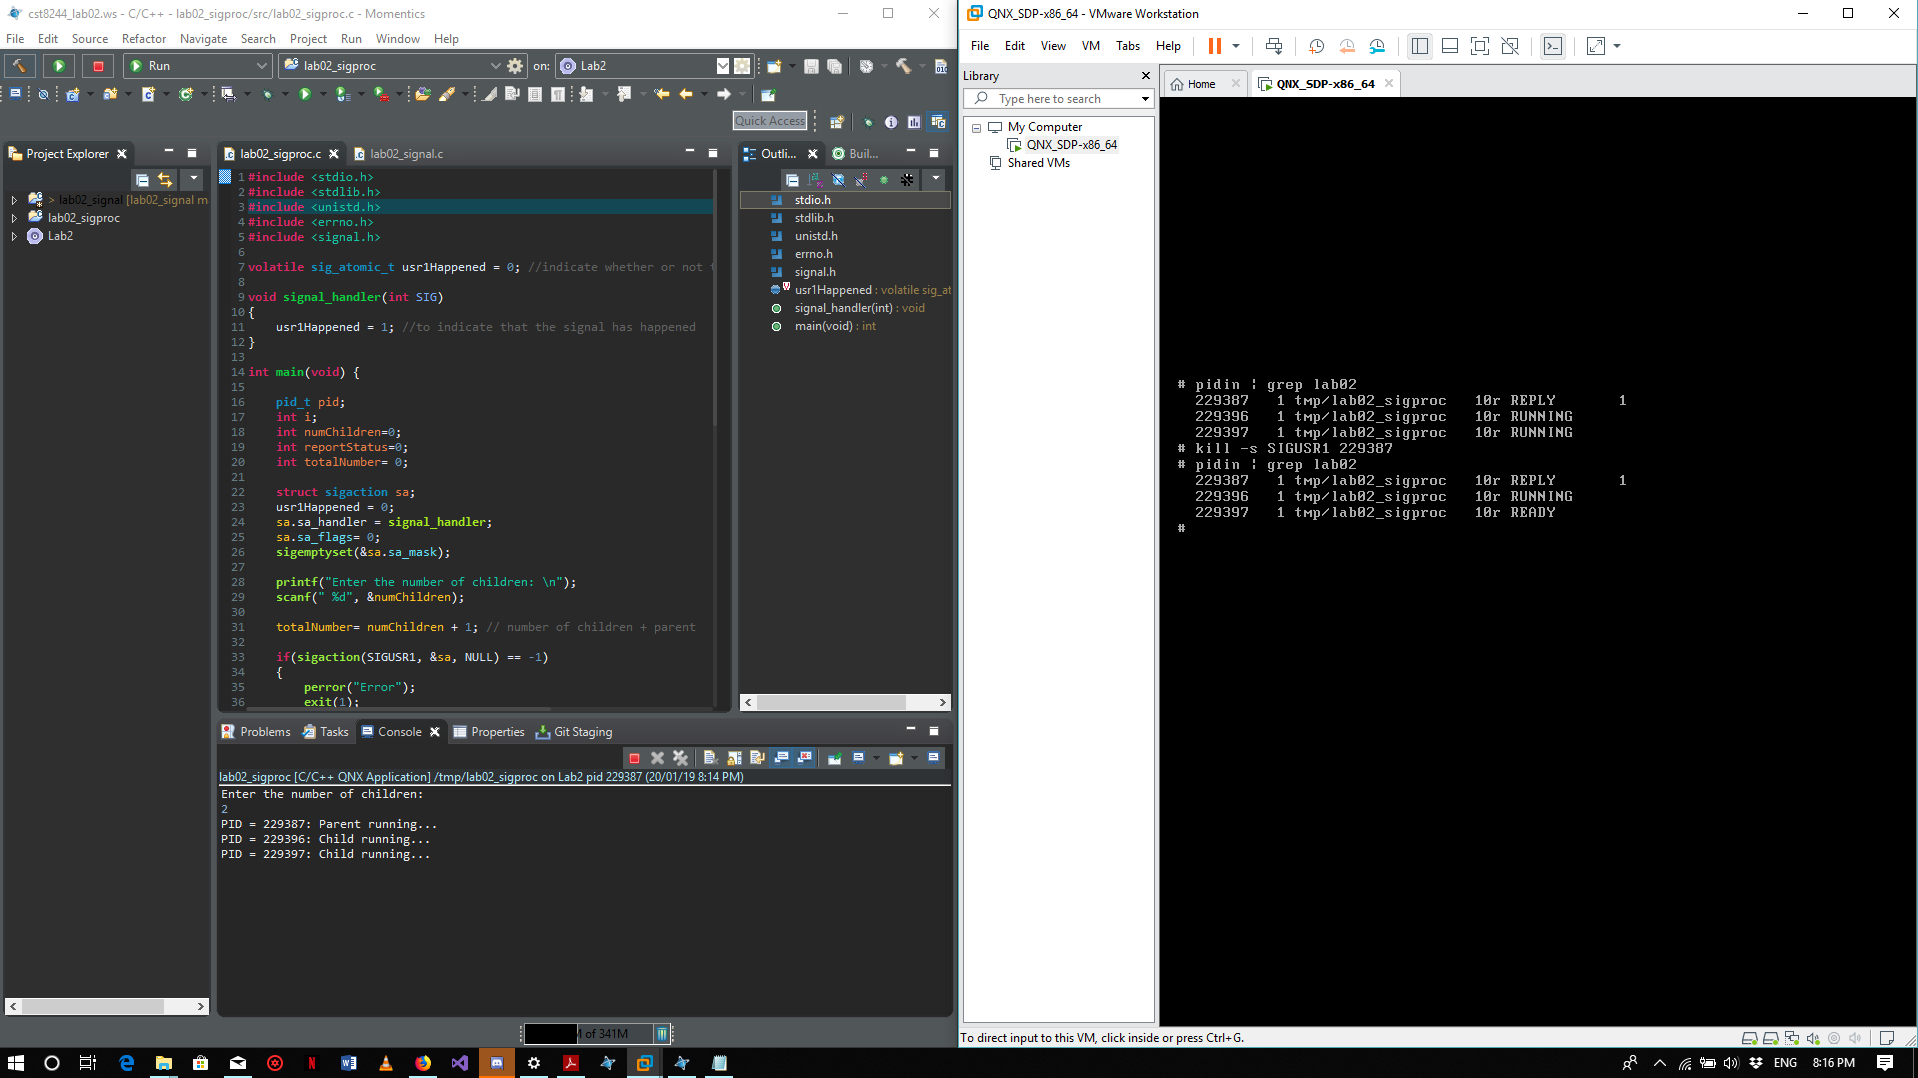 cst8244_lab02.ws - C/C++ - lab02_sigproc/src/lab02_sigproc.c - Momentics
File Edit Source Refactor Navigate Search Project Run Window Help
Run lab02_sigproc on: Lab2
Quick Access
Project Explorer
> lab02_signal [lab02_signal m
lab02_sigproc
Lab2
lab02_sigproc.c lab02_signal.c
1 #include <stdio.h>
2 #include <stdlib.h>
3 #include <unistd.h>
4 #include <errno.h>
5 #include <signal.h>
6
7 volatile sig_atomic_t usr1Happened = 0; //indicate whether or not t
8
9 void signal_handler(int SIG)
10 {
11 usr1Happened = 1; //to indicate that the signal has happened
12 }
13
14 int main(void) {
15
16 pid_t pid;
17 int i;
18 int numChildren=0;
19 int reportStatus=0;
20 int totalNumber= 0;
21
22 struct sigaction sa;
23 usr1Happened = 0;
24 sa.sa_handler = signal_handler;
25 sa.sa_flags= 0;
26 sigemptyset(&sa.sa_mask);
27
28 printf("Enter the number of children: \n");
29 scanf(" %d", &numChildren);
30
31 totalNumber= numChildren + 1; // number of children + parent
32
33 if(sigaction(SIGUSR1, &sa, NULL) == -1)
34 {
35 perror("Error");
36 exit(1);
Outli... Buil...
stdio.h
stdlib.h
unistd.h
errno.h
signal.h
usr1Happened : volatile sig_at
signal_handler(int) : void
main(void) : int
Problems Tasks Console Properties Git Staging
lab02_sigproc [C/C++ QNX Application] /tmp/lab02_sigproc on Lab2 pid 229387 (20/01/19 8:14 PM)
Enter the number of children:
2
PID = 229387: Parent running...
PID = 229396: Child running...
PID = 229397: Child running...
M of 341M
QNX_SDP-x86_64 - VMware Workstation
File Edit View VM Tabs Help
Library
Type here to search
My Computer
QNX_SDP-x86_64
Shared VMs
Home QNX_SDP-x86_64
# pidin | grep lab02
229387 1 tmp/lab02_sigproc 10r REPLY 1
229396 1 tmp/lab02_sigproc 10r RUNNING
229397 1 tmp/lab02_sigproc 10r RUNNING
# kill -s SIGUSR1 229387
# pidin | grep lab02
229387 1 tmp/lab02_sigproc 10r REPLY 1
229396 1 tmp/lab02_sigproc 10r RUNNING
229397 1 tmp/lab02_sigproc 10r READY
#
To direct input to this VM, click inside or press Ctrl+G.
ENG 8:16 PM